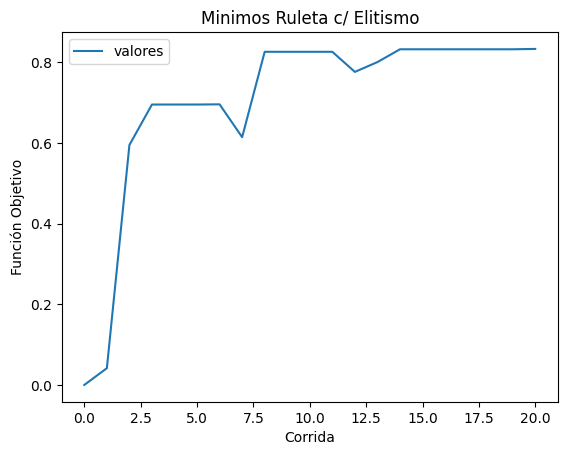 Minimos Ruleta c/ Elitismo
valores
Función Objetivo
0.8
0.6
0.4
0.2
0.0
0.0 2.5 5.0 7.5 10.0 12.5 15.0 17.5 20.0
Corrida